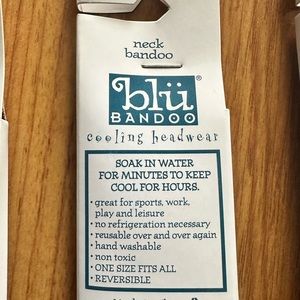 neck
bandoo
blü®
BANDOO
cooling headwear
SOAK IN WATER
FOR MINUTES TO KEEP
COOL FOR HOURS.
• great for sports, work,
play and leisure
• no refrigeration necessary
• reusable over and over again
• hand washable
• non toxic
• ONE SIZE FITS ALL
• REVERSIBLE